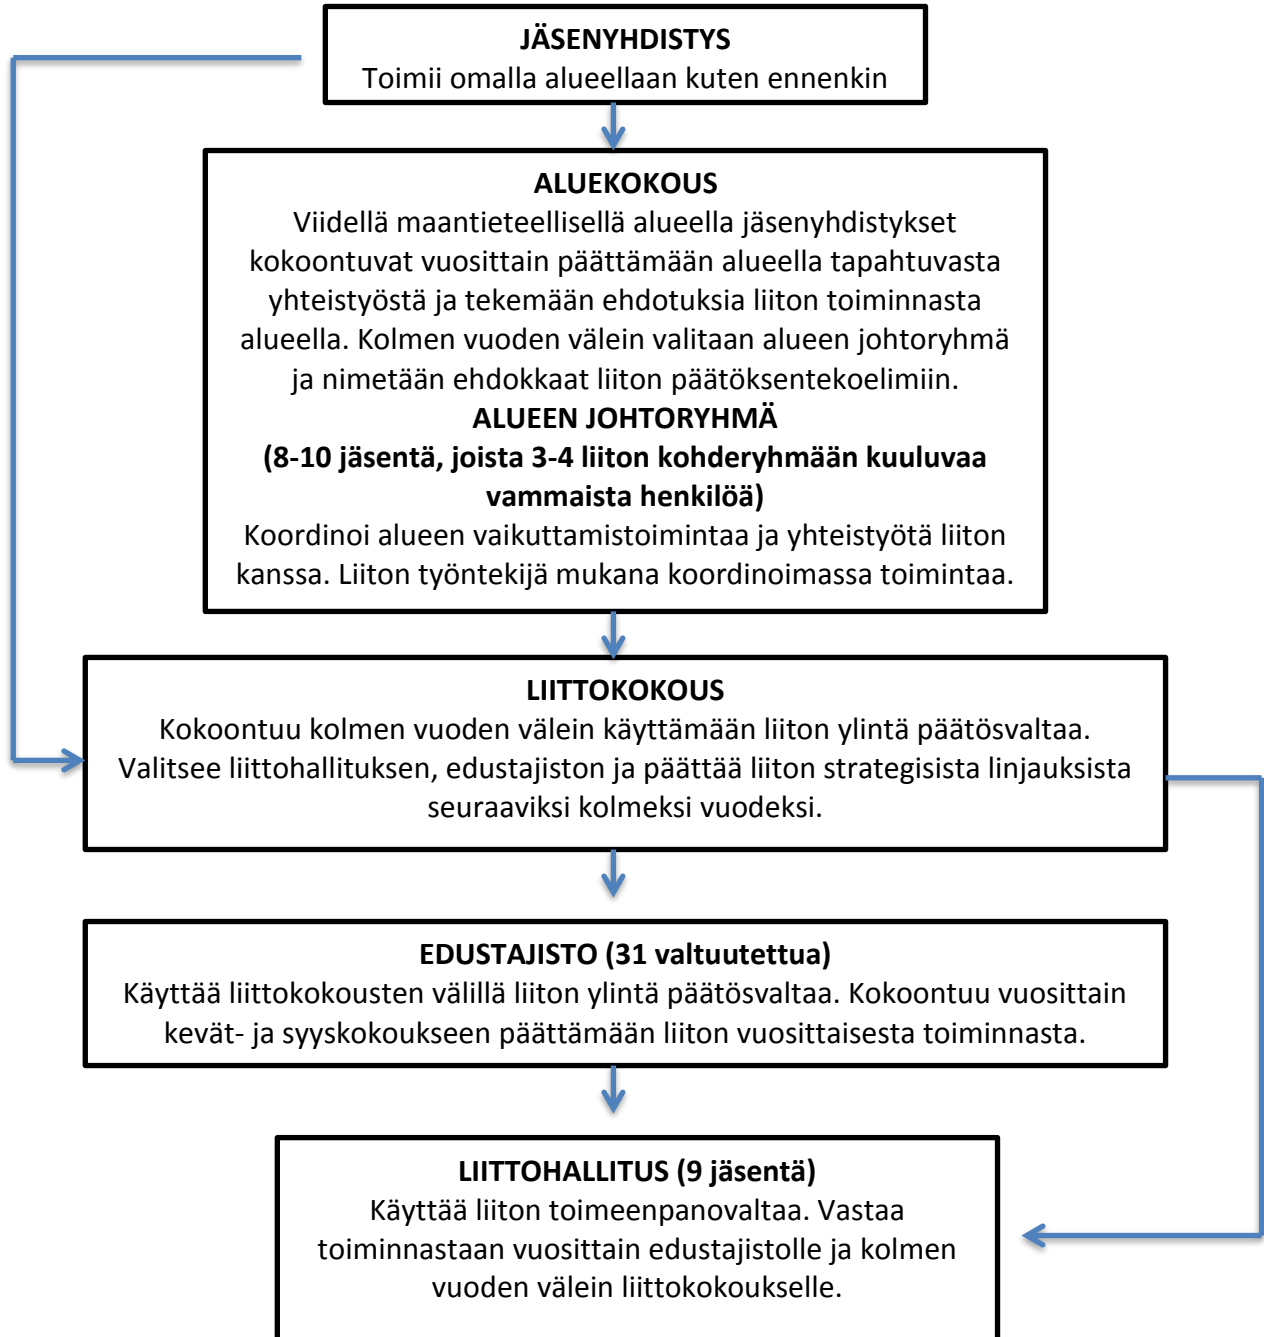 JÄSENYHDISTYS
Toimii omalla alueellaan kuten ennenkin
ALUEKOKOUS
Viidellä maantieteellisellä alueella jäsenyhdistykset
kokoontuvat vuosittain päättämään alueella tapahtuvasta
yhteistyöstä ja tekemään ehdotuksia liiton toiminnasta
alueella. Kolmen vuoden välein valitaan alueen johtoryhmä
ja nimetään ehdokkaat liiton päätöksentekoelimiin.
ALUEEN JOHTORYHMÄ
(8-10 jäsentä, joista 3-4 liiton kohderyhmään kuuluvaa
vammaista henkilöä)
Koordinoi alueen vaikuttamistoimintaa ja yhteistyötä liiton
kanssa. Liiton työntekijä mukana koordinoimassa toimintaa.
LIITTOKOKOUS
Kokoontuu kolmen vuoden välein käyttämään liiton ylintä päätösvaltaa.
Valitsee liittohallituksen, edustajiston ja päättää liiton strategisista linjauksista
seuraaviksi kolmeksi vuodeksi.
EDUSTAJISTO (31 valtuutettua)
Käyttää liittokokousten välillä liiton ylintä päätösvaltaa. Kokoontuu vuosittain
kevät- ja syyskokoukseen päättämään liiton vuosittaisesta toiminnasta.
LIITTOHALLITUS (9 jäsentä)
Käyttää liiton toimeenpanovaltaa. Vastaa
toiminnastaan vuosittain edustajistolle ja kolmen
vuoden välein liittokokoukselle.